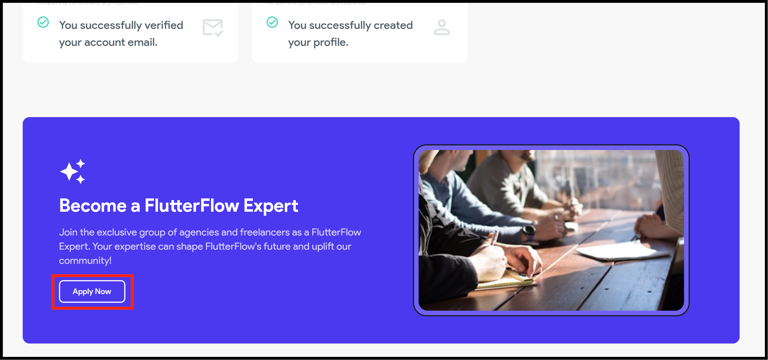 You successfully verified
your account email.
You successfully created
your profile.
Become a FlutterFlow Expert
Join the exclusive group of agencies and freelancers as a FlutterFlow
Expert. Your expertise can shape FlutterFlow's future and uplift our
community!
Apply Now